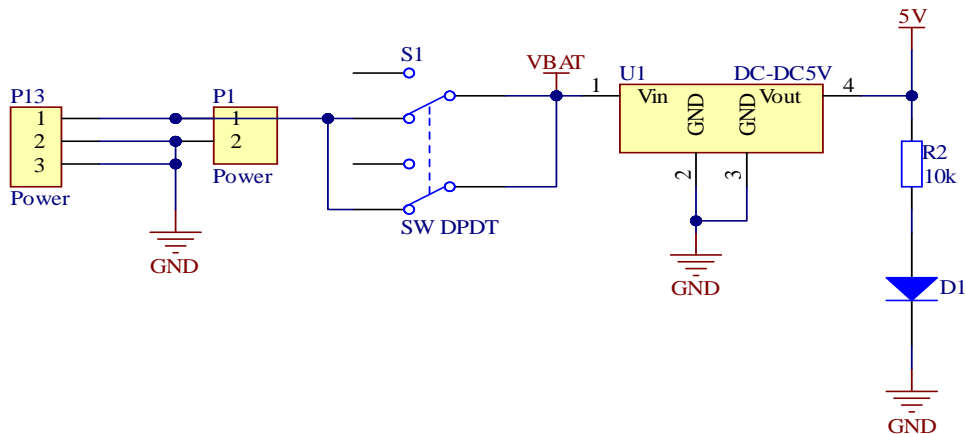 5V
S1
VBAT
U1
DC-DC5V
P13
P1
1
4
Vin
GND
GND
Vout
1
2
3
1
2
R2
10k
Power
Power
2
3
SW DPDT
GND
GND
D1
GND